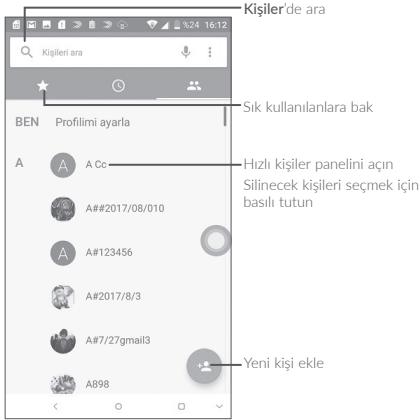 %24 16:12
Kişiler'de ara
Kişileri ara
Sık kullanılanlara bak
BEN Profilimi ayarla
A
A A Cc
Hızlı kişiler panelini açın
Silinecek kişileri seçmek için
basılı tutun
A##2017/08/010
A A#123456
A#2017/8/3
A#7/27gmail3
Yeni kişi ekle
A898